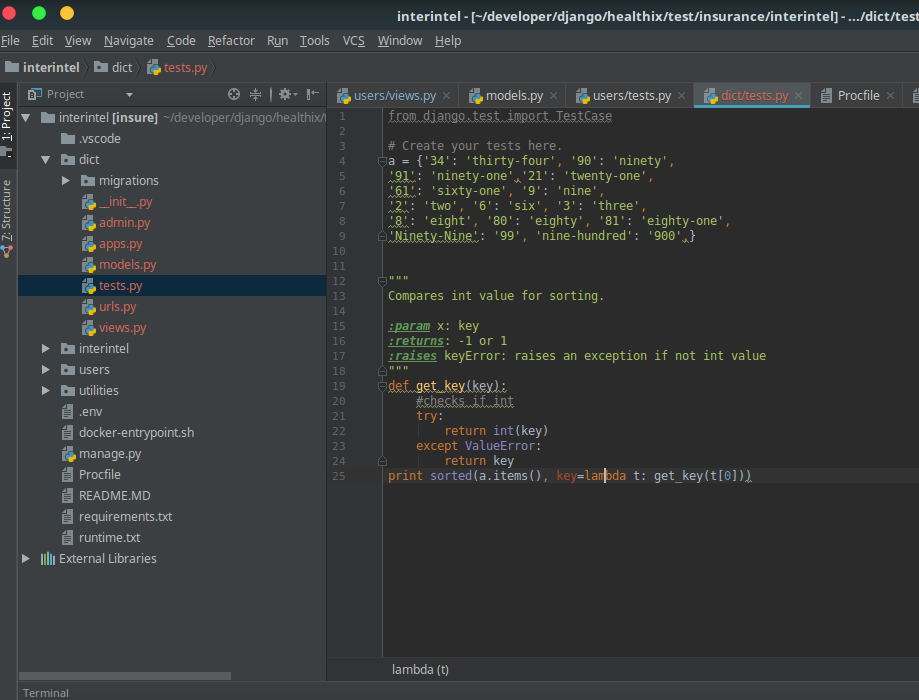 interintel - [~/developer/django/healthix/test/insurance/interintel] - .../dict/test
File Edit View Navigate Code Refactor Run Tools VCS Window Help
interintel dict tests.py
Project
users/views.py models.py users/tests.py dict/tests.py Procfile
1: Project
7: Structure
interintel [insure] ~/developer/django/healthix/
.vscode
dict
migrations
__init__.py
admin.py
apps.py
models.py
tests.py
urls.py
views.py
interintel
users
utilities
.env
docker-entrypoint.sh
manage.py
Procfile
README.MD
requirements.txt
runtime.txt
External Libraries
1 from django.test import TestCase
2
3 # Create your tests here.
4 a = {'34': 'thirty-four', '90': 'ninety',
5 '91': 'ninety-one','21': 'twenty-one',
6 '61': 'sixty-one', '9': 'nine',
7 '2': 'two', '6': 'six', '3': 'three',
8 '8': 'eight', '80': 'eighty', '81': 'eighty-one',
9 'Ninety-Nine': '99', 'nine-hundred': '900',}
10
11
12 """
13 Compares int value for sorting.
14
15 :param x: key
16 :returns: -1 or 1
17 :raises keyError: raises an exception if not int value
18 """
19 def get_key(key):
20 #checks if int
21 try:
22 return int(key)
23 except ValueError:
24 return key
25 print sorted(a.items(), key=lambda t: get_key(t[0]))
lambda (t)
Terminal